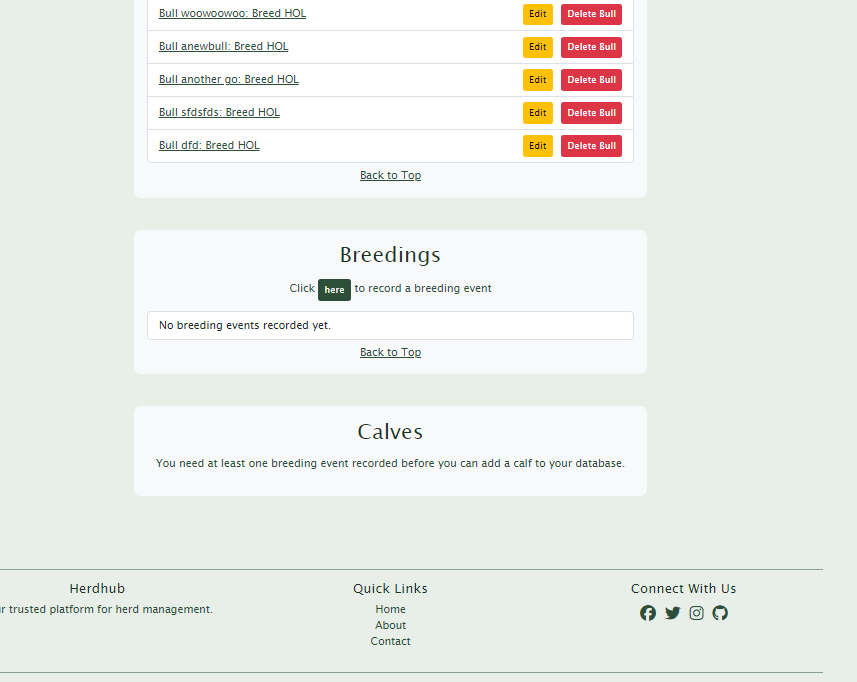 Bull woowoowoo: Breed HOL Edit Delete Bull
Bull anewbull: Breed HOL Edit Delete Bull
Bull another go: Breed HOL Edit Delete Bull
Bull sfdsfds: Breed HOL Edit Delete Bull
Bull dfd: Breed HOL Edit Delete Bull
Back to Top
Breedings
Click here to record a breeding event
No breeding events recorded yet.
Back to Top
Calves
You need at least one breeding event recorded before you can add a calf to your database.
Herdhub
r trusted platform for herd management.
Quick Links
Home
About
Contact
Connect With Us